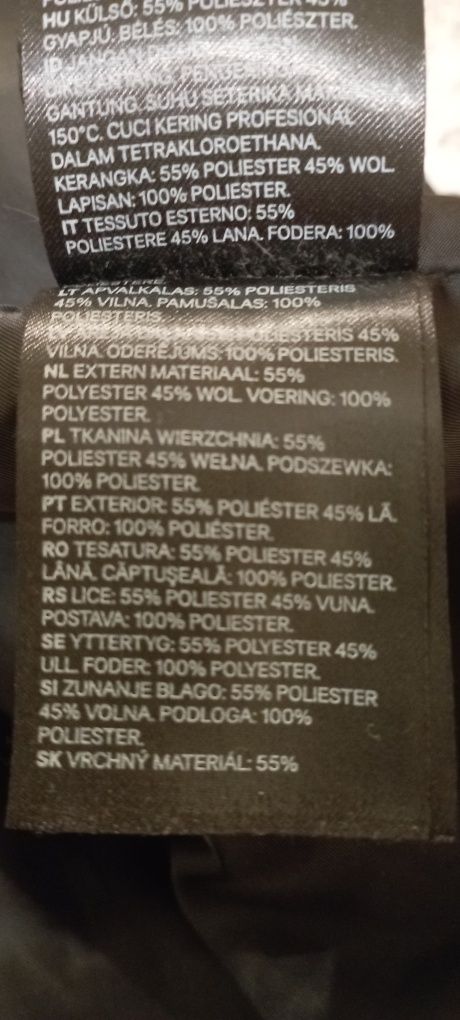 HU KÜLSŐ: 55% POLIÉSZTER 45%
GYAPJÚ. BÉLÉS: 100% POLIÉSZTER.
GANTUNG. SUHU SETERIKA
150°C. CUCI KERING PROFESIONAL
DALAM TETRAKLOROETHANA.
KERANGKA: 55% POLIESTER 45% WOL.
LAPISAN: 100% POLIESTER.
IT TESSUTO ESTERNO: 55%
POLIESTERE 45% LANA. FODERA: 100%
LT APVALKALAS: 55% POLIESTERIS
45% VILNA. PAMUŠALAS: 100%
POLIESTERIS
POLIESTERIS 45%
VILNA. ODERĒJUMS: 100% POLIESTERIS.
NL EXTERN MATERIAAL: 55%
POLYESTER 45% WOL. VOERING: 100%
POLYESTER.
PL TKANINA WIERZCHNIA: 55%
POLIESTER 45% WEŁNA. PODSZEWKA:
100% POLIESTER.
PT EXTERIOR: 55% POLIÉSTER 45% LÃ.
FORRO: 100% POLIÉSTER.
RO TESATURA: 55% POLIESTER 45%
LÂNĂ. CĂPTUŞEALĂ: 100% POLIESTER.
RS LICE: 55% POLIESTER 45% VUNA.
POSTAVA: 100% POLIESTER.
SE YTTERTYG: 55% POLYESTER 45%
ULL. FODER: 100% POLYESTER.
SI ZUNANJE BLAGO: 55% POLIESTER
45% VOLNA. PODLOGA: 100%
POLIESTER.
SK VRCHNÝ MATERIÁL: 55%